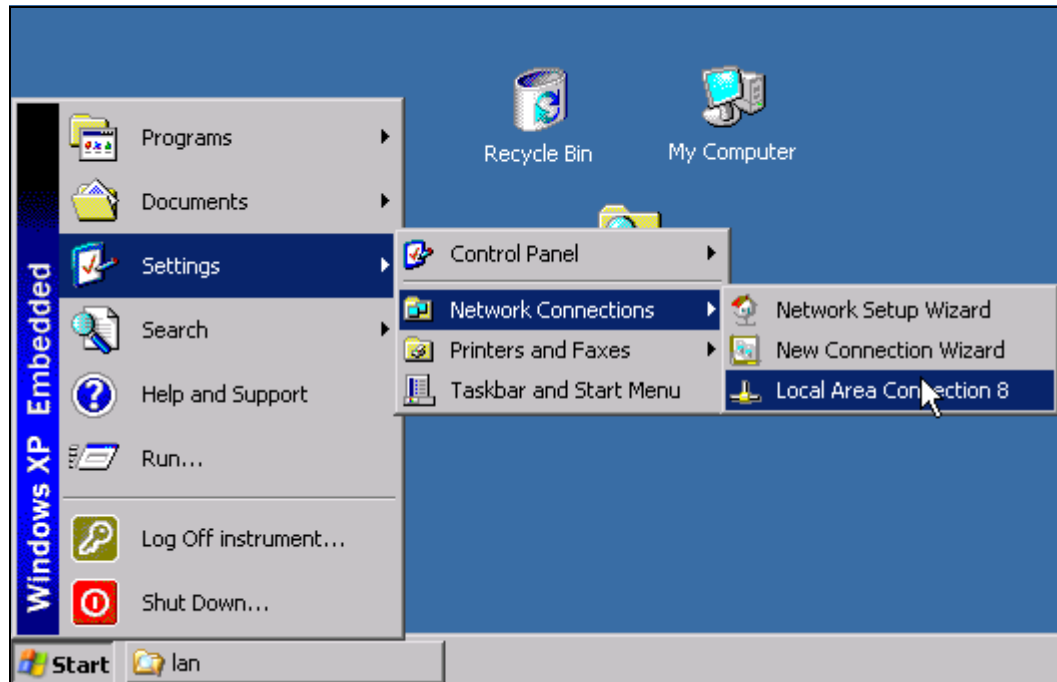 Recycle Bin
My Computer
Windows XP Embedded
Programs
Documents
Settings
Search
Help and Support
Run...
Log Off instrument...
Shut Down...
Control Panel
Network Connections
Printers and Faxes
Taskbar and Start Menu
Network Setup Wizard
New Connection Wizard
Local Area Connection 8
Start
lan